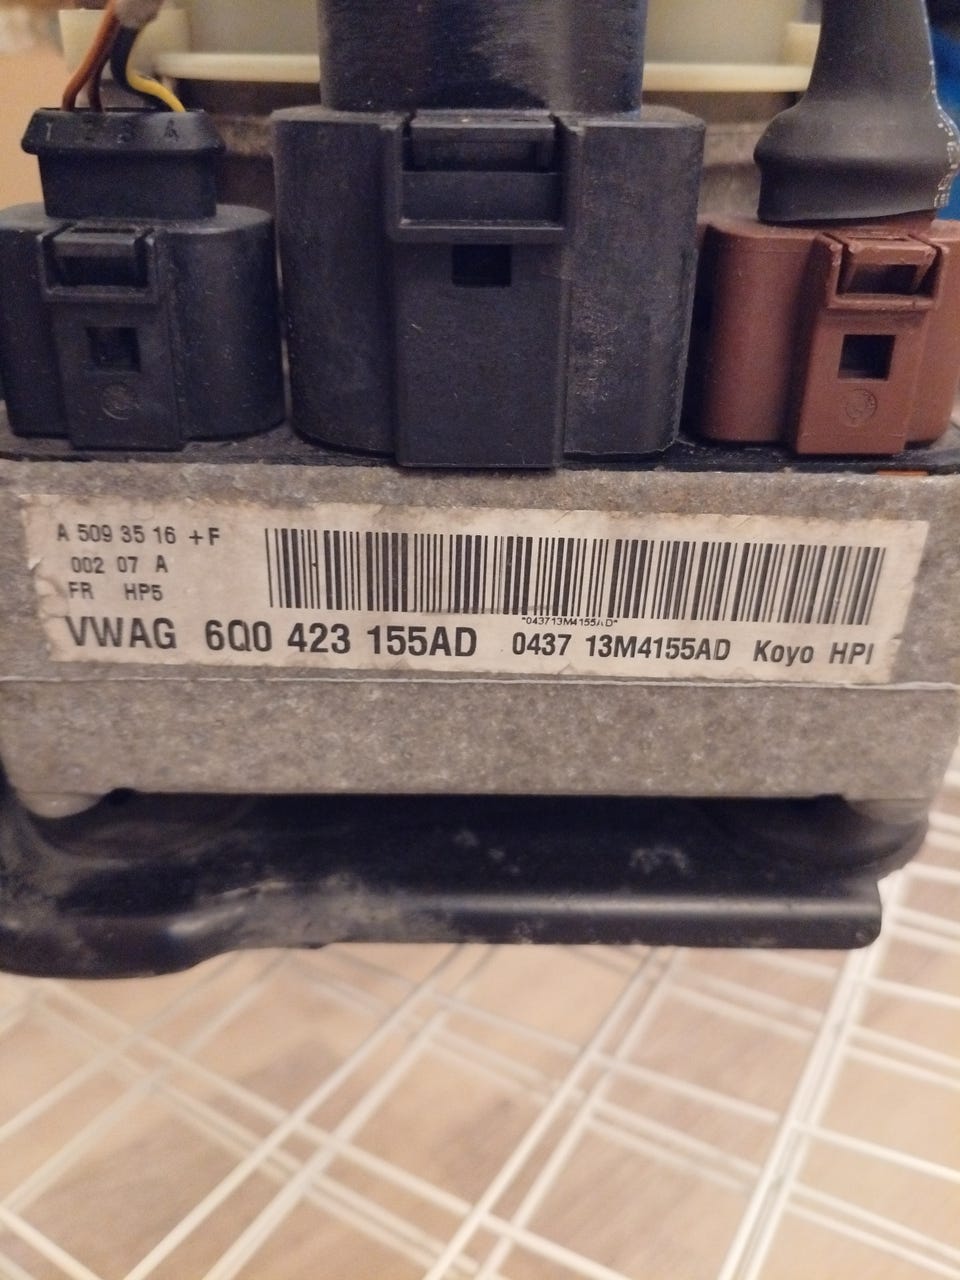 1 2 3 4
A 509 35 16 +F
002 07 A
FR HP5
"043713M4155AD"
VWAG 6Q0 423 155AD 0437 13M4155AD Koyo HPI